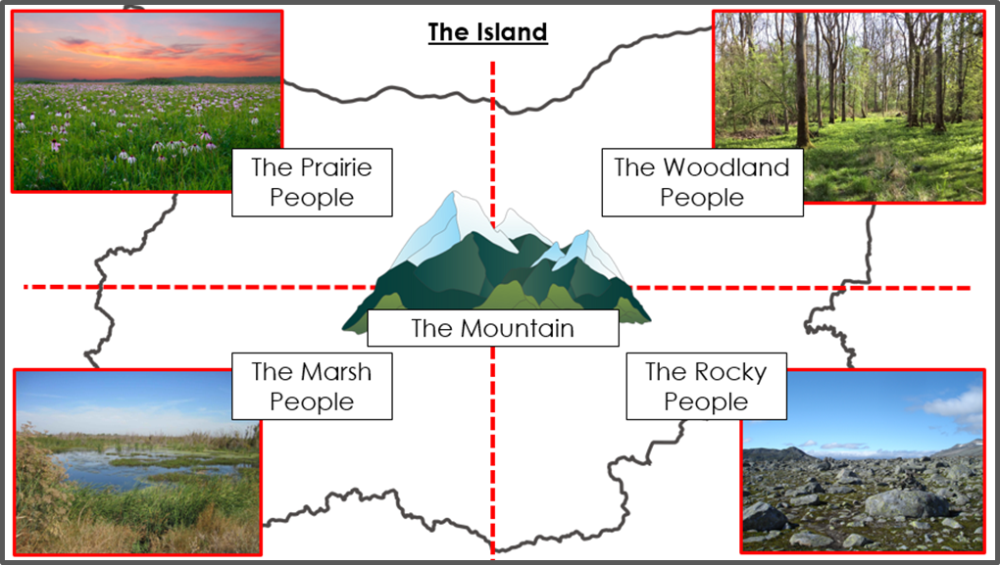 The Island
The Prairie
People
The Woodland
People
The Mountain
The Marsh
People
The Rocky
People